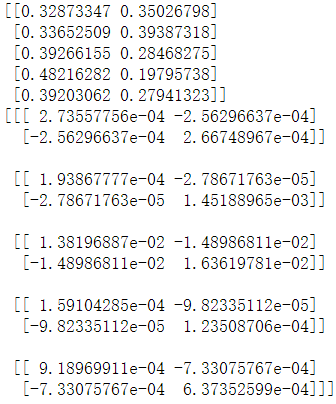 [[0.32873347 0.35026798]
[0.33652509 0.39387318]
[0.39266155 0.28468275]
[0.48216282 0.19795738]
[0.39203062 0.27941323]]
[[[ 2.73557756e-04 -2.56296637e-04]
[-2.56296637e-04 2.66748967e-04]]
[[ 1.93867777e-04 -2.78671763e-05]
[-2.78671763e-05 1.45188965e-03]]
[[ 1.38196887e-02 -1.48986811e-02]
[-1.48986811e-02 1.63619781e-02]]
[[ 1.59104285e-04 -9.82335112e-05]
[-9.82335112e-05 1.23508706e-04]]
[[ 9.18969911e-04 -7.33075767e-04]
[-7.33075767e-04 6.37352599e-04]]]